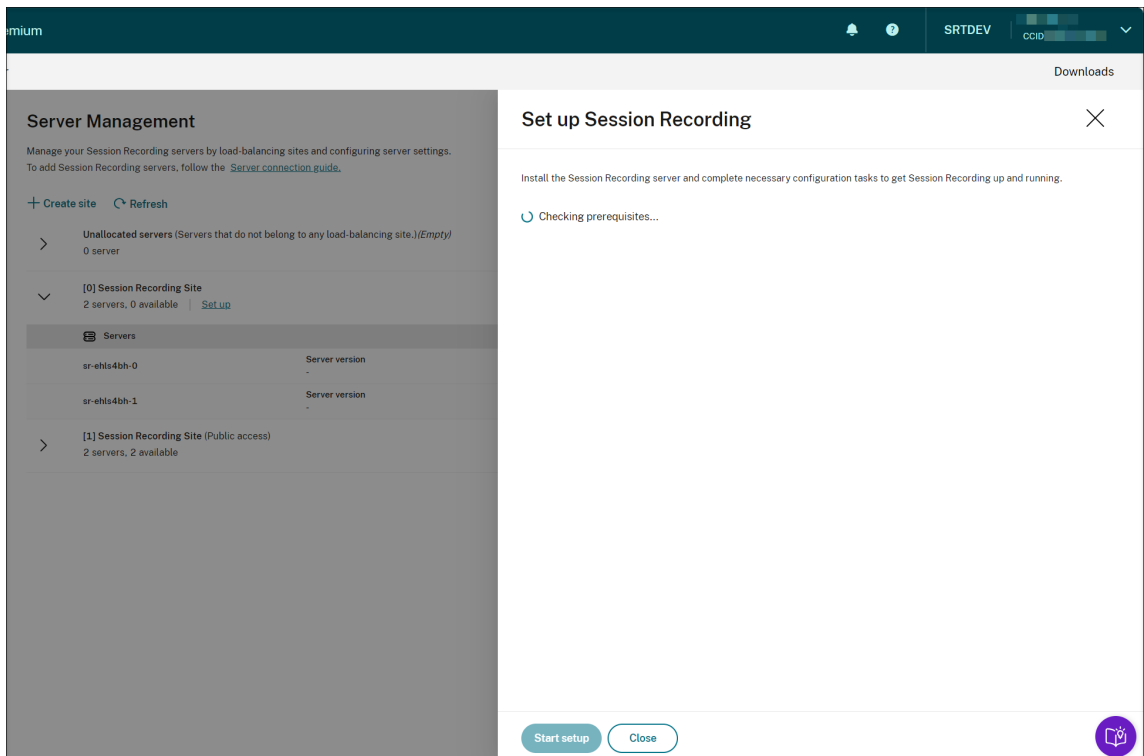 emium
SRTDEV
CCID
Downloads
Server Management
Manage your Session Recording servers by load-balancing sites and configuring server settings.
To add Session Recording servers, follow the Server connection guide.
Create site
Refresh
Unallocated servers (Servers that do not belong to any load-balancing site.)(Empty)
0 server
[0] Session Recording Site
2 servers, 0 available | Set up
Servers
sr-ehls4bh-0
Server version
-
sr-ehls4bh-1
Server version
-
[1] Session Recording Site (Public access)
2 servers, 2 available
Set up Session Recording
Install the Session Recording server and complete necessary configuration tasks to get Session Recording up and running.
Checking prerequisites...
Start setup
Close